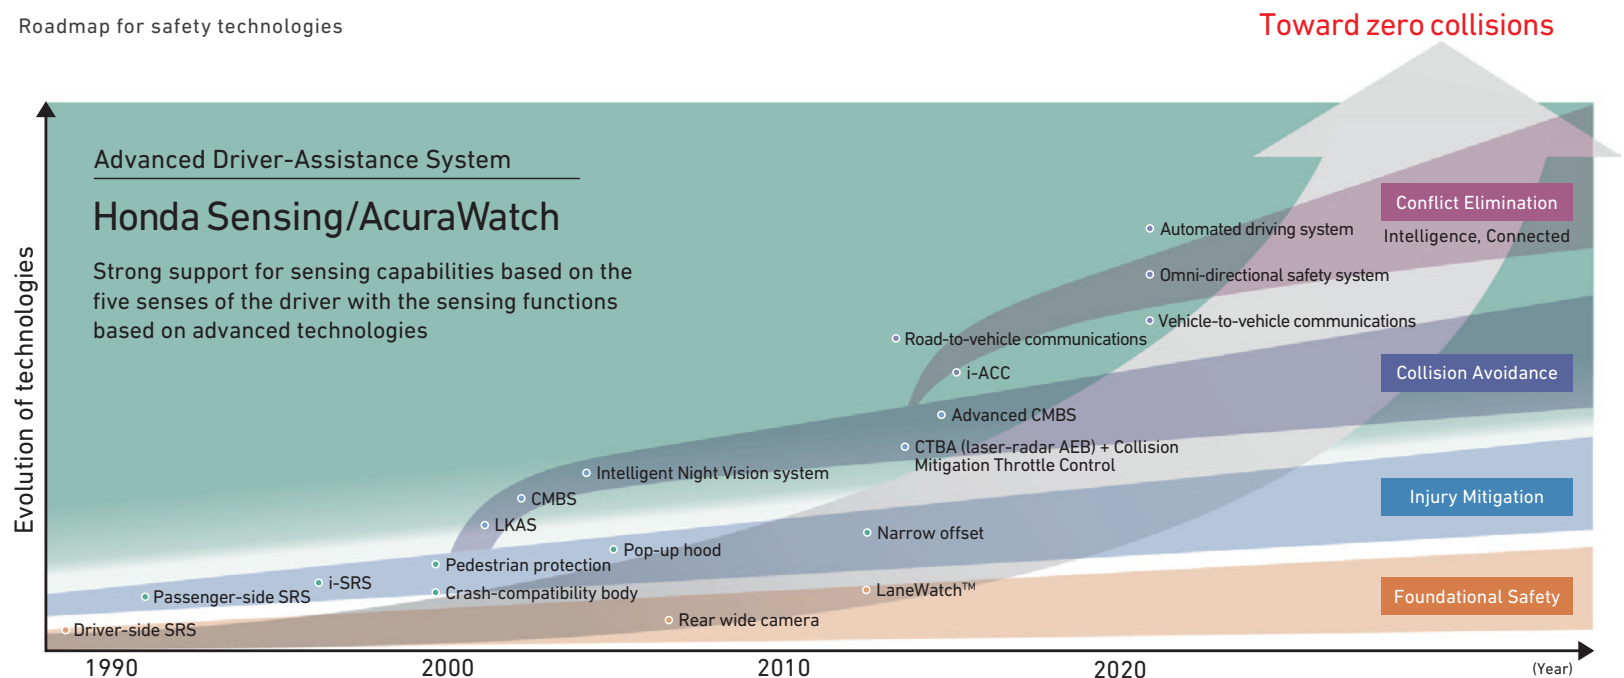 Roadmap for safety technologies
Toward zero collisions
Evolution of technologies
Advanced Driver-Assistance System
Honda Sensing/AcuraWatch
Strong support for sensing capabilities based on the
five senses of the driver with the sensing functions
based on advanced technologies
Conflict Elimination
Intelligence, Connected
Automated driving system
Omni-directional safety system
Vehicle-to-vehicle communications
Road-to-vehicle communications
i-ACC
Collision Avoidance
Advanced CMBS
CTBA (laser-radar AEB) + Collision
Mitigation Throttle Control
Intelligent Night Vision system
CMBS
LKAS
Injury Mitigation
Narrow offset
Pop-up hood
Pedestrian protection
i-SRS
Crash-compatibility body
Passenger-side SRS
Foundational Safety
LaneWatch™
Rear wide camera
Driver-side SRS
1990
2000
2010
2020
(Year)